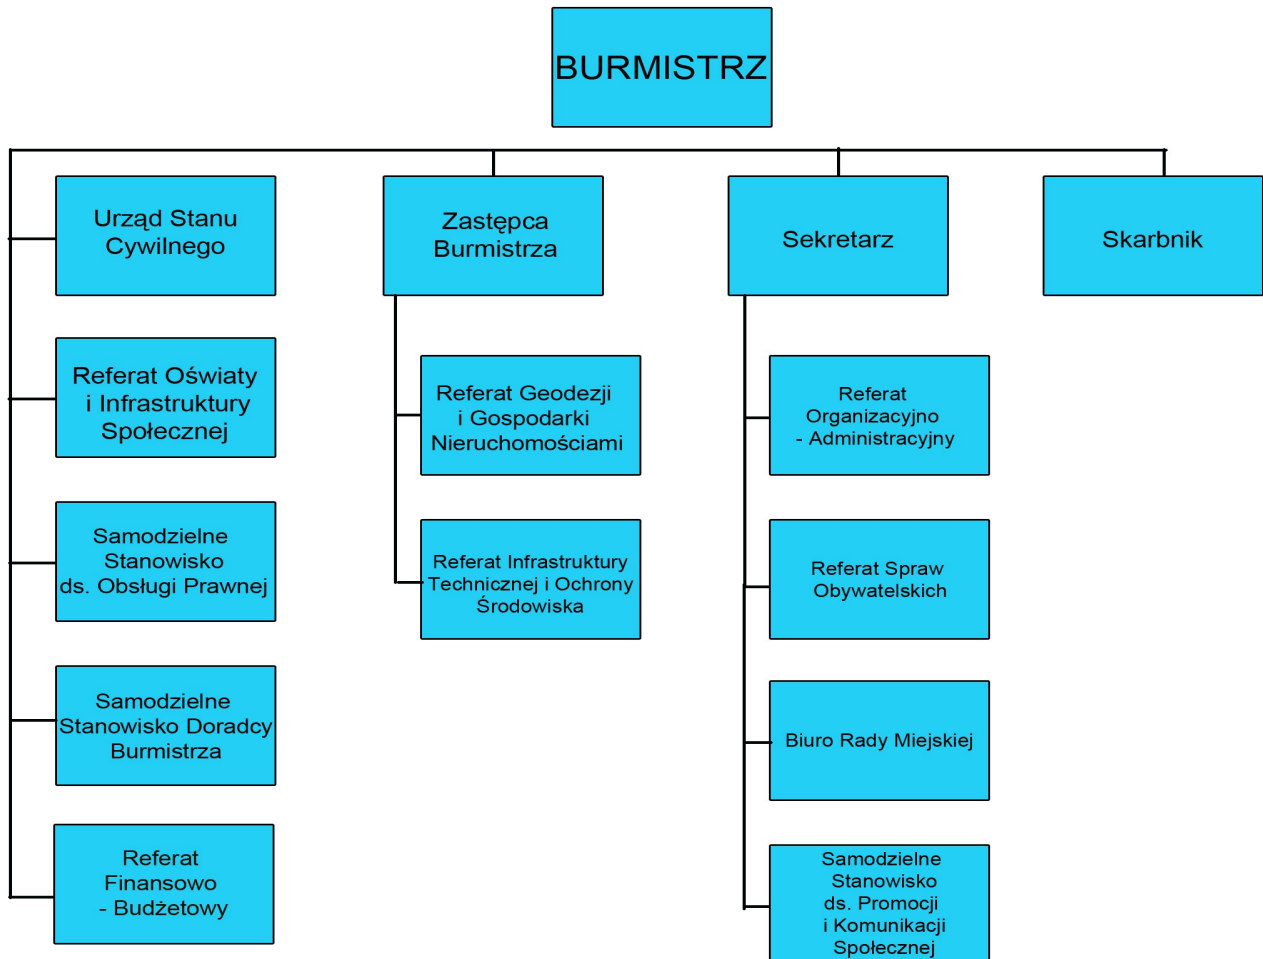 BURMISTRZ
Urząd Stanu
Cywilnego
Zastępca
Burmistrza
Sekretarz
Skarbnik
Referat Oświaty
i Infrastruktury
Społecznej
Samodzielne
Stanowisko
ds. Obsługi Prawnej
Samodzielne
Stanowisko Doradcy
Burmistrza
Referat
Finansowo
- Budżetowy
Referat Geodezji
i Gospodarki
Nieruchomościami
Referat Infrastruktury
Technicznej i Ochrony
Środowiska
Referat
Organizacyjno
- Administracyjny
Referat Spraw
Obywatelskich
Biuro Rady Miejskiej
Samodzielne
Stanowisko
ds. Promocji
i Komunikacji
Społecznej